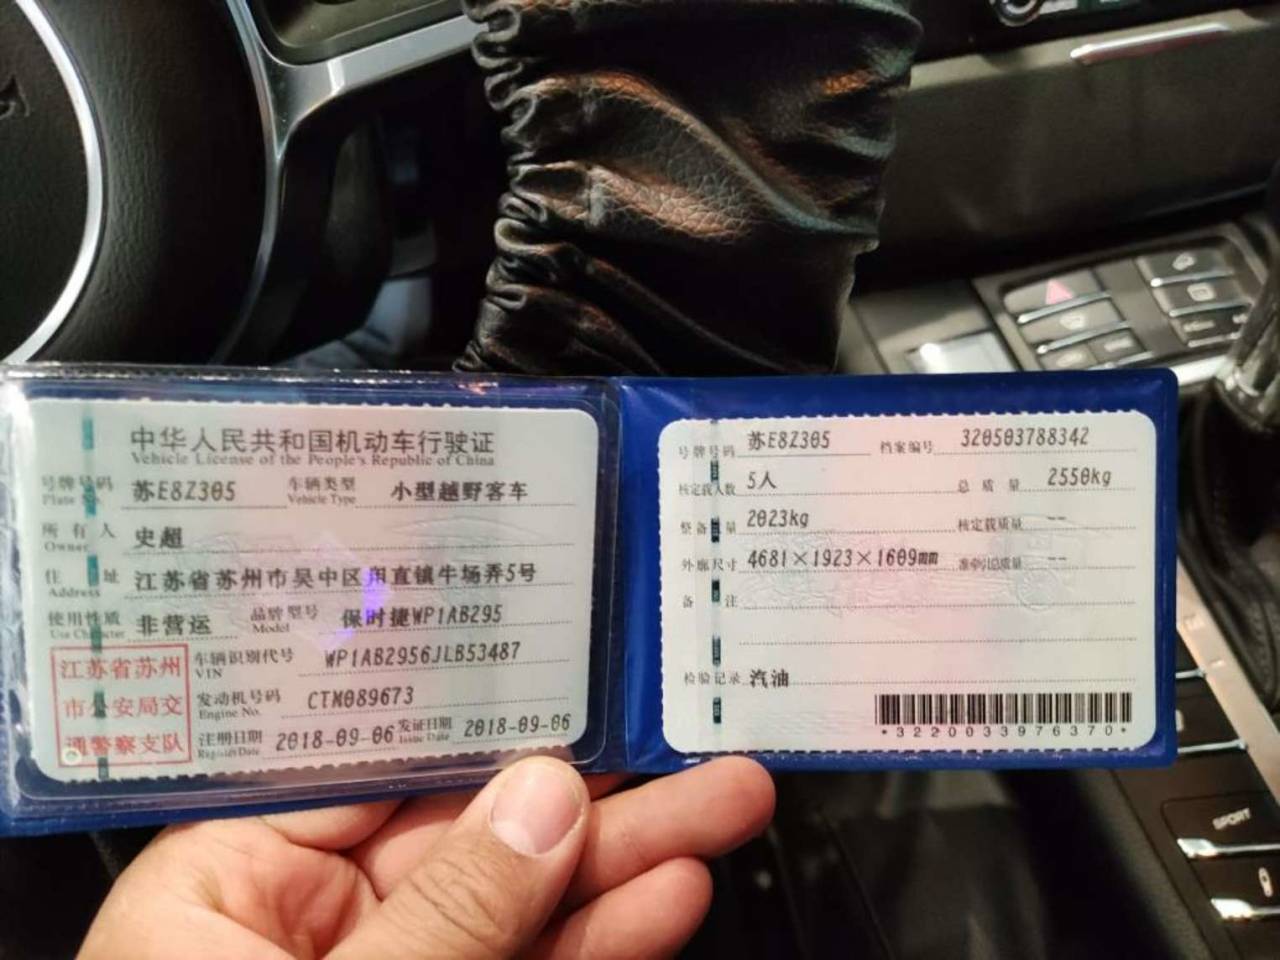 中华人民共和国机动车行驶证
Vehicle License of the People's Republic of China
号牌号码 苏E8Z305 车辆类型 小型越野客车
Plate No. Vehicle Type
所有人 史超
Owner
住址 江苏省苏州市吴中区甪直镇牛场弄5号
Address
使用性质 非营运 品牌型号 保时捷WP1AB295
Use Character Model
江苏省苏州
市公安局交
通警察支队
车辆识别代号 WP1AB2956JLB53487
VIN
发动机号码 CTM089673
Engine No.
注册日期 2018-09-06 发证日期 2018-09-06
Register Date Issue Date
号牌号码 苏E8Z305 档案编号 320503788342
核定载人数 5人 总质量 2550kg
整备质量 2023kg 核定载质量 --
外廓尺寸 4681×1923×1609mm 准牵引总质量 --
备注
检验记录 汽油
*3220033976370*
SPORT